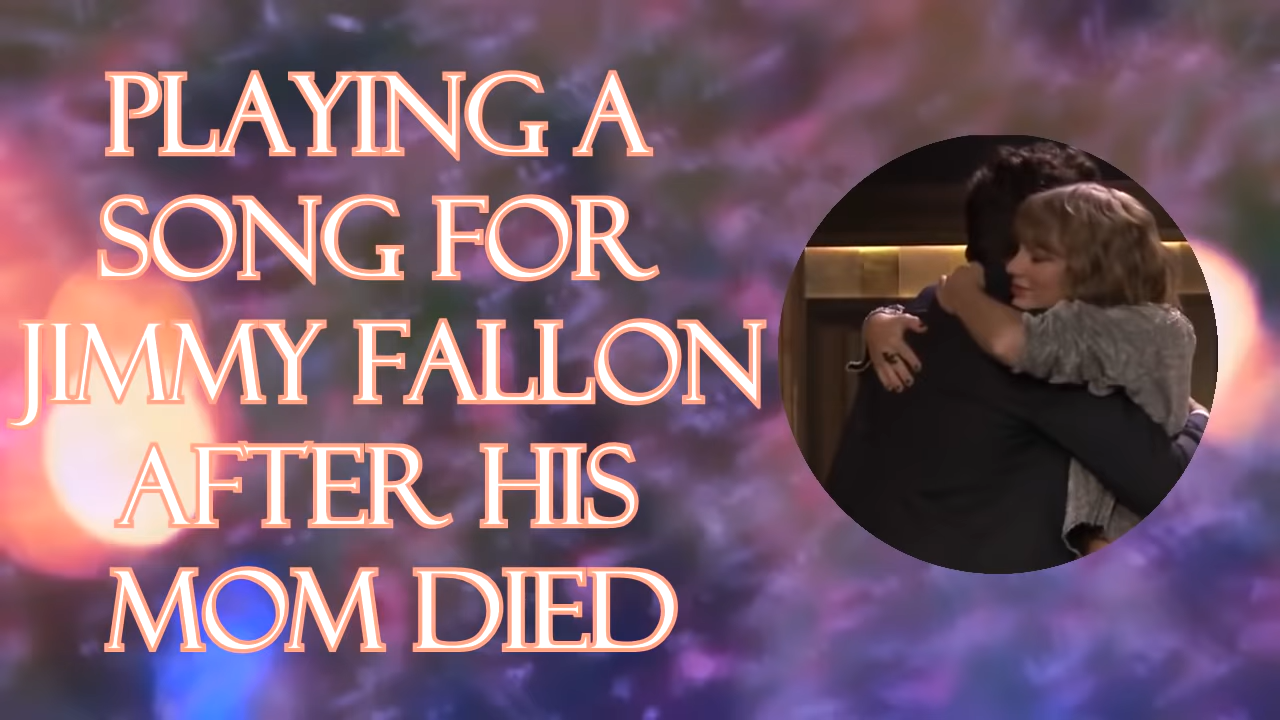 PLAYING A
SONG FOR
JIMMY FALLON
AFTER HIS
MOM DIED